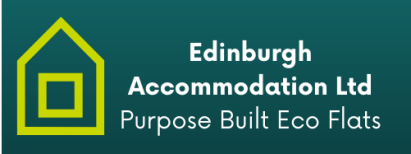 Edinburgh
Accommodation Ltd
Purpose Built Eco Flats